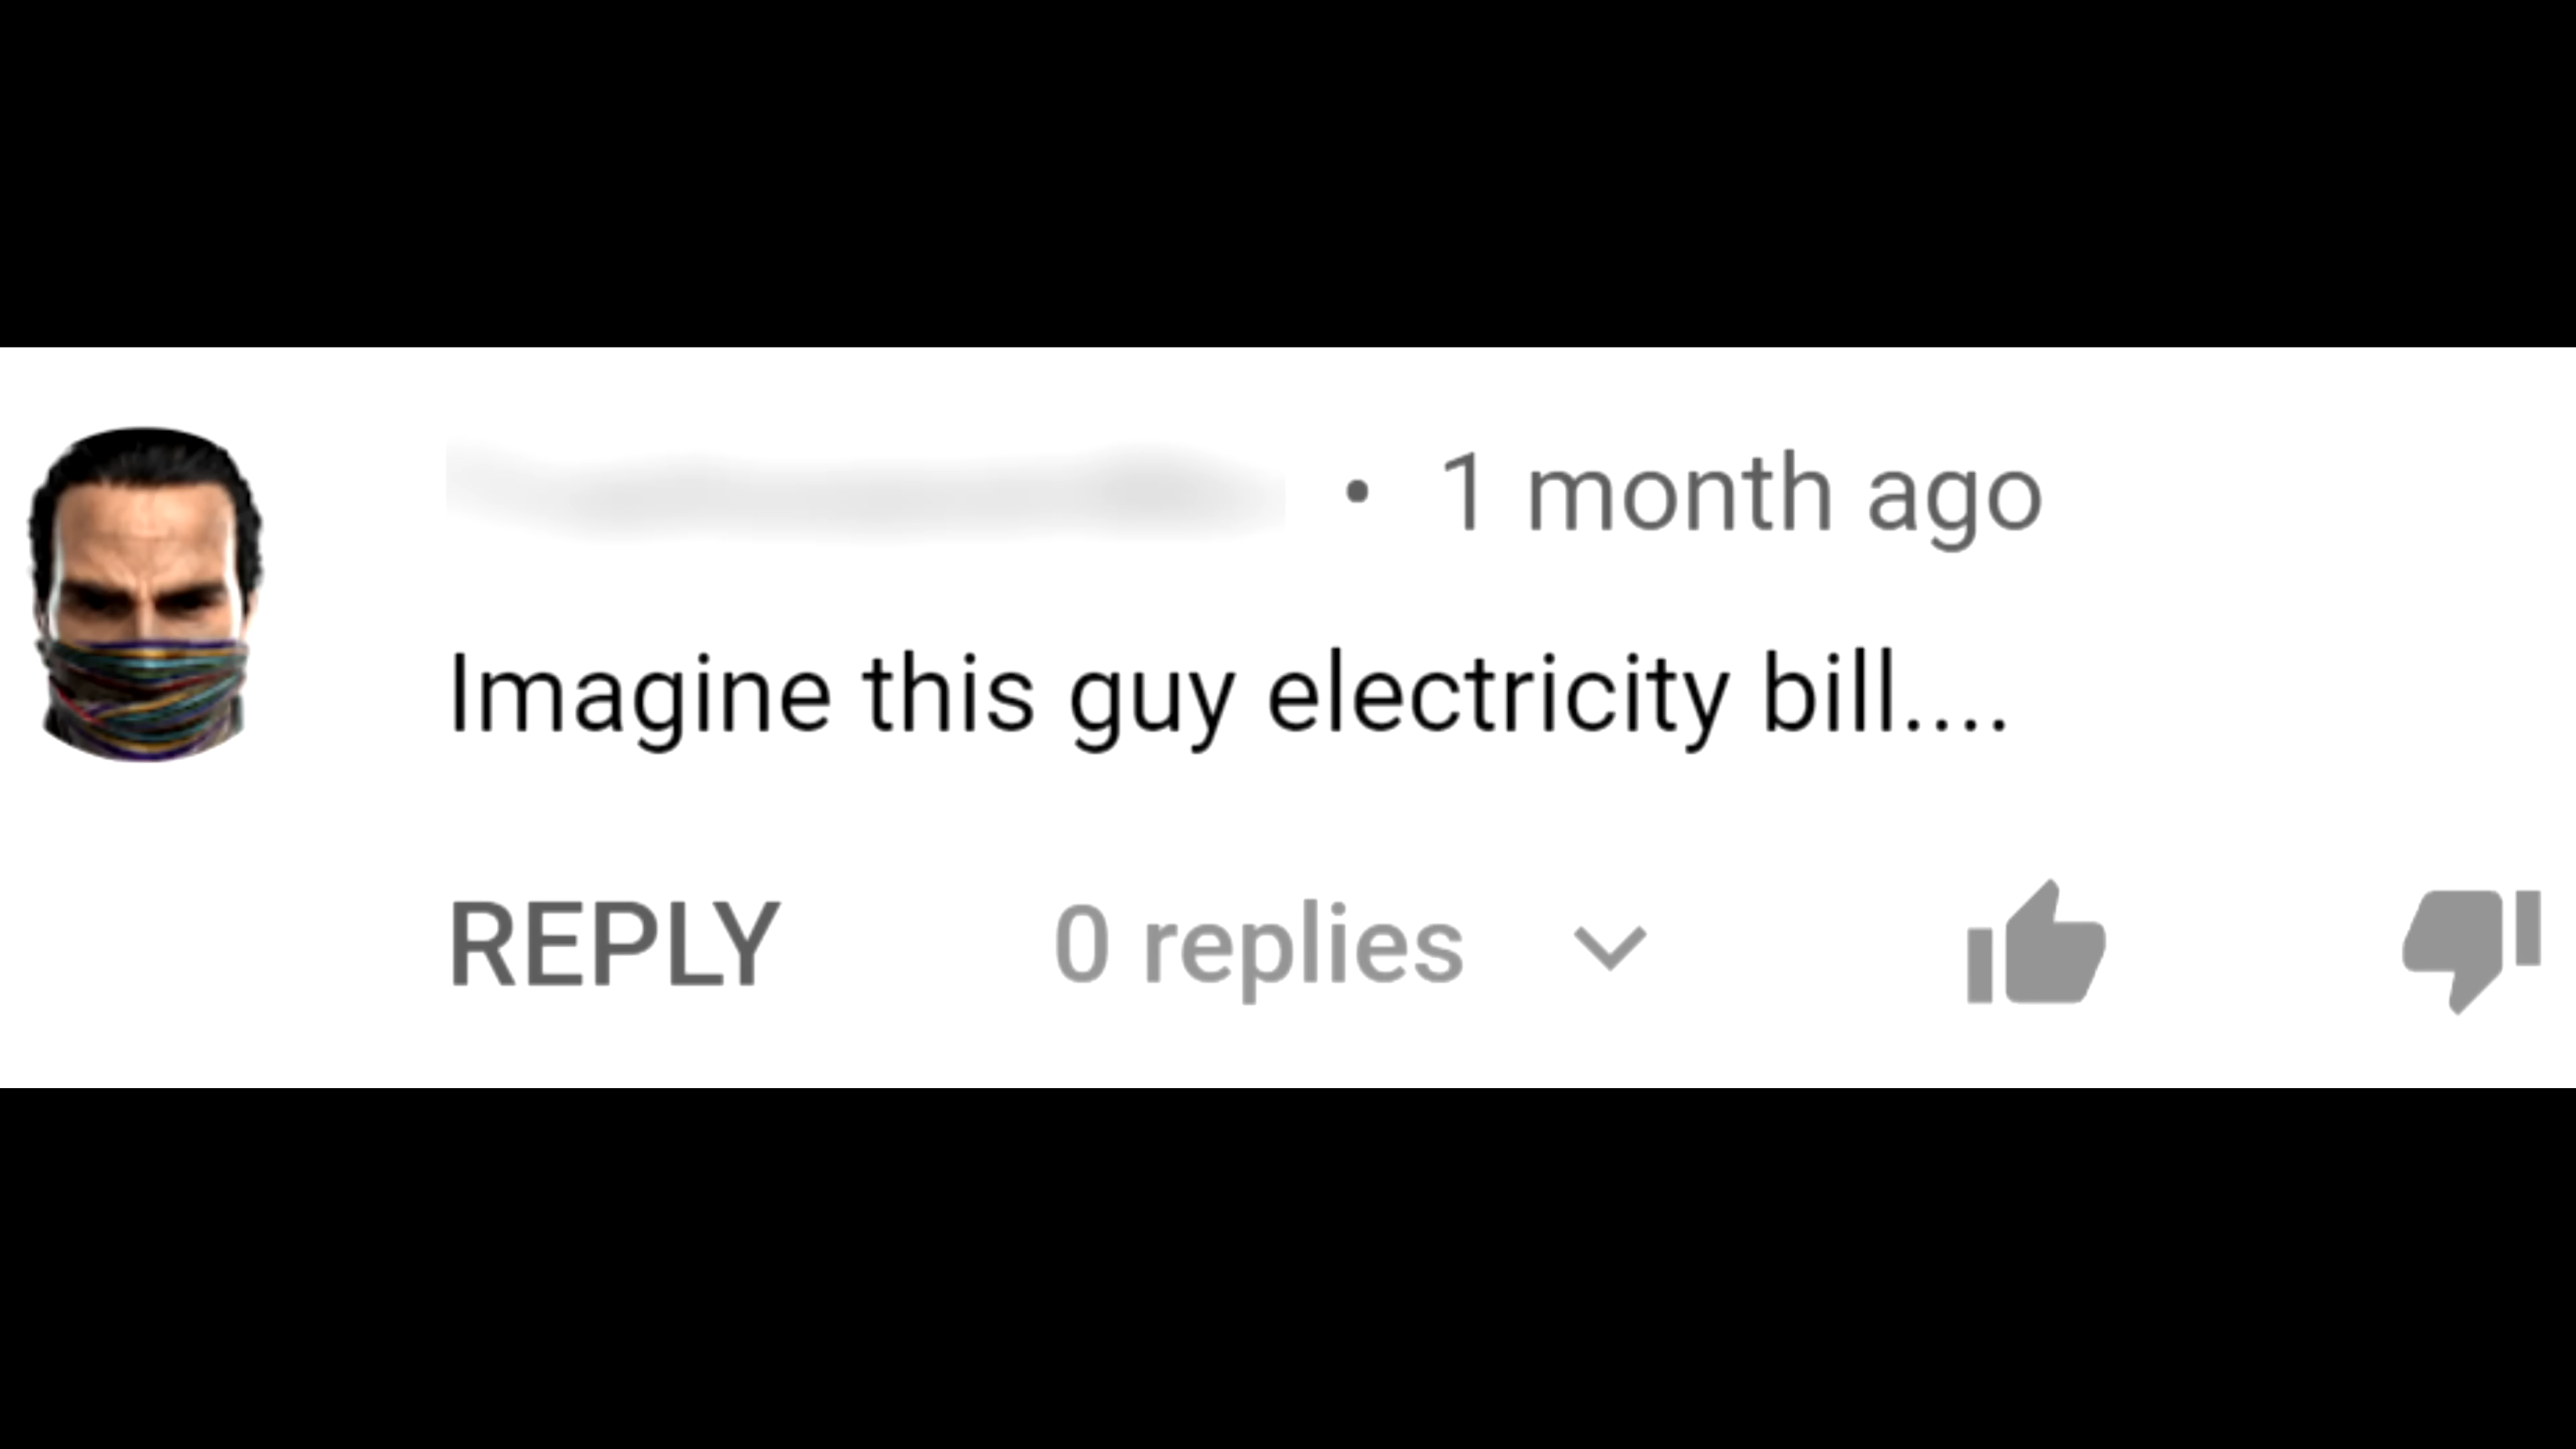 • 1 month ago
Imagine this guy electricity bill....
REPLY 0 replies